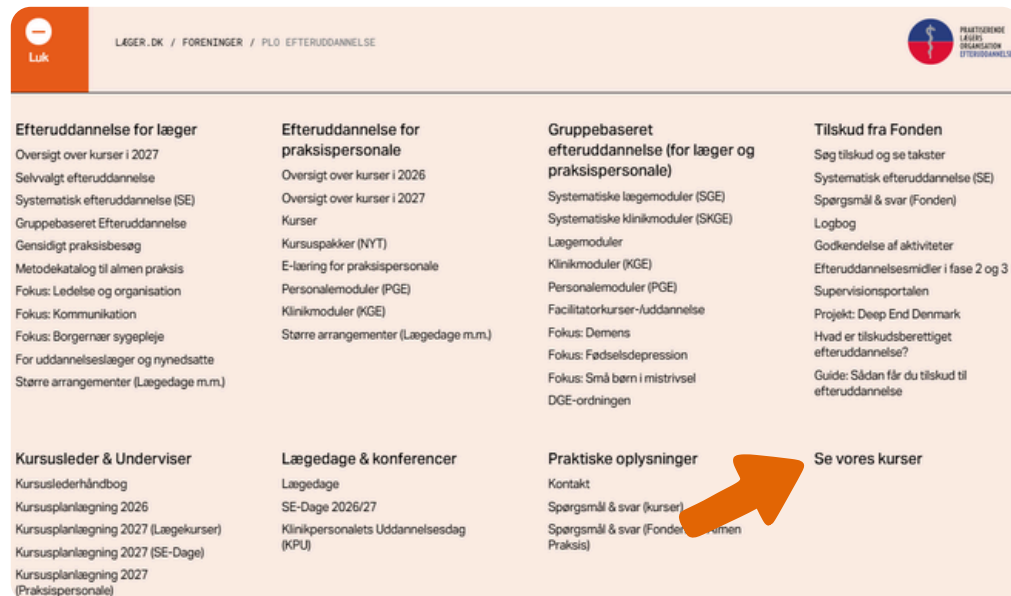 Luk
LÆGER.DK / FORENINGER / PLO EFTERUDDANNELSE
PRAKTISERENDE
LÆGERS
ORGANISATION
EFTERUDDANNELSE
Efteruddannelse for læger
Oversigt over kurser i 2027
Selvvalgt efteruddannelse
Systematisk efteruddannelse (SE)
Gruppebaseret Efteruddannelse
Gensidigt praksisbesøg
Metodekatalog til almen praksis
Fokus: Ledelse og organisation
Fokus: Kommunikation
Fokus: Borgernær sygepleje
For uddannelseslæger og nynedsatte
Større arrangementer (Lægedage m.m.)
Efteruddannelse for
praksispersonale
Oversigt over kurser i 2026
Oversigt over kurser i 2027
Kurser
Kursuspakker (NYT)
E-læring for praksispersonale
Personalemoduler (PGE)
Klinikmoduler (KGE)
Større arrangementer (Lægedage m.m.)
Gruppebaseret
efteruddannelse (for læger og
praksispersonale)
Systematiske lægemoduler (SGE)
Systematiske klinikmoduler (SKGE)
Lægemoduler
Klinikmoduler (KGE)
Personalemoduler (PGE)
Facilitatorkurser-/uddannelse
Fokus: Demens
Fokus: Fødselsdepression
Fokus: Små børn i mistrivsel
DGE-ordningen
Tilskud fra Fonden
Søg tilskud og se takster
Systematisk efteruddannelse (SE)
Spørgsmål & svar (Fonden)
Logbog
Godkendelse af aktiviteter
Efteruddannelsesmidler i fase 2 og 3
Supervisionsportalen
Projekt: Deep End Denmark
Hvad er tilskudsberettiget
efteruddannelse?
Guide: Sådan får du tilskud til
efteruddannelse
Kursusleder & Underviser
Kursuslederhåndbog
Kursusplanlægning 2026
Kursusplanlægning 2027 (Lægekurser)
Kursusplanlægning 2027 (SE-Dage)
Kursusplanlægning 2027
(Praksispersonale)
Lægedage & konferencer
Lægedage
SE-Dage 2026/27
Klinikpersonalets Uddannelsesdag
(KPU)
Praktiske oplysninger
Kontakt
Spørgsmål & svar (kurser)
Spørgsmål & svar (Fonden
Praksis)
Se vores kurser